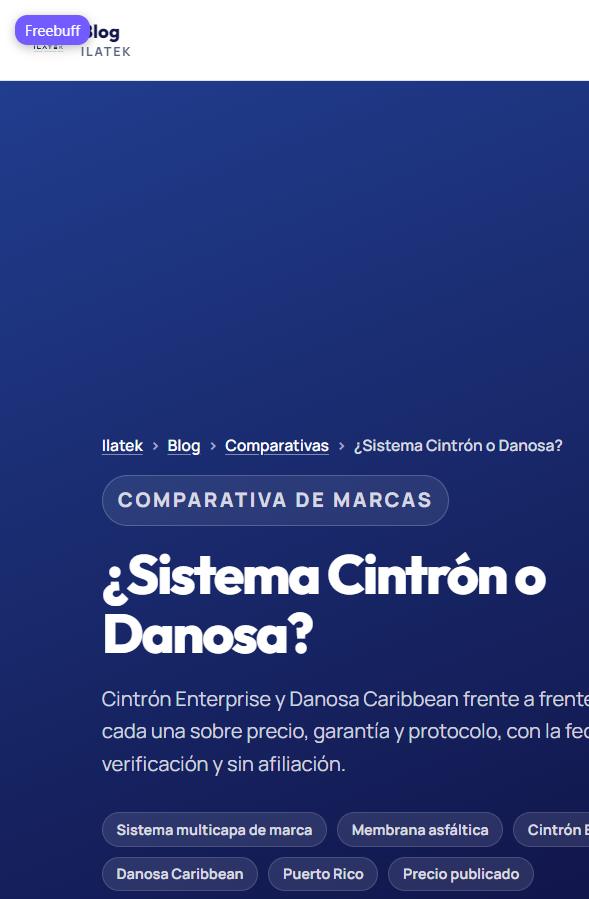 Freebuff
Blog
ILATEK
Ilatek › Blog › Comparativas › ¿Sistema Cintrón o Danosa?
COMPARATIVA DE MARCAS
¿Sistema Cintrón o
Danosa?
Cintrón Enterprise y Danosa Caribbean frente a frente
cada una sobre precio, garantía y protocolo, con la fec
verificación y sin afiliación.
Sistema multicapa de marca
Membrana asfáltica
Cintrón E
Danosa Caribbean
Puerto Rico
Precio publicado